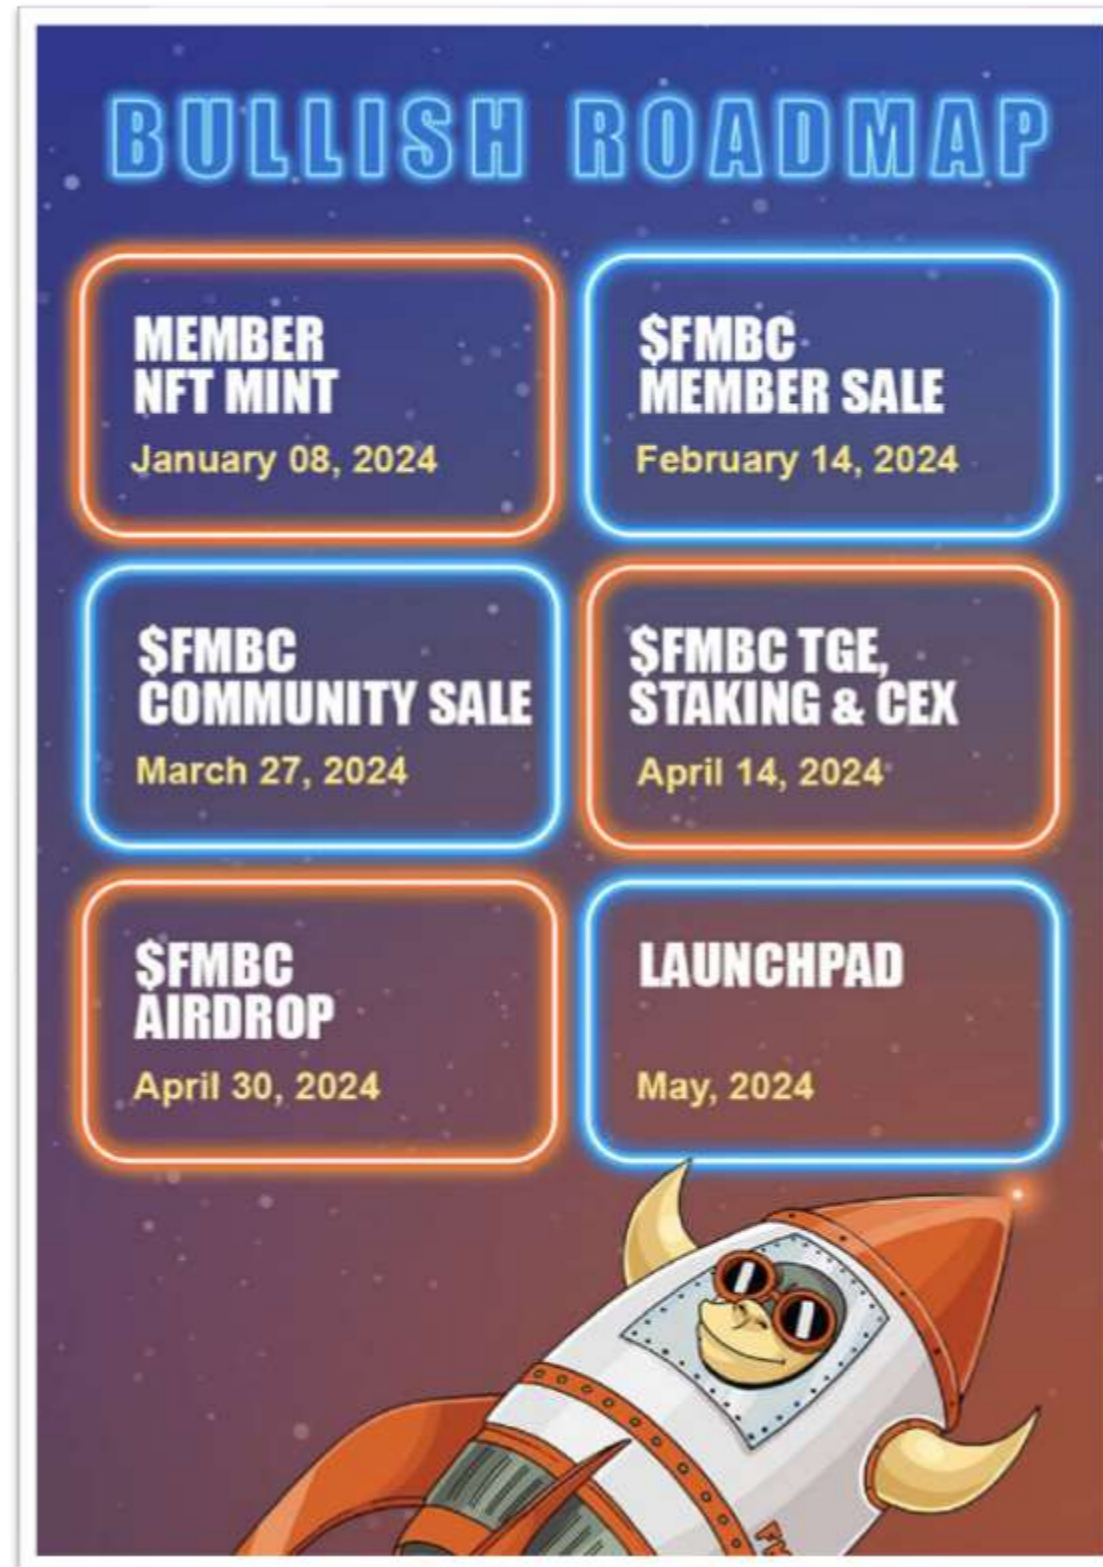 BULLISH ROADMAP
MEMBER
NFT MINT
January 08, 2024
$FMBC
MEMBER SALE
February 14, 2024
$FMBC
COMMUNITY SALE
March 27, 2024
$FMBC TGE,
STAKING & CEX
April 14, 2024
$FMBC
AIRDROP
April 30, 2024
LAUNCHPAD
May, 2024